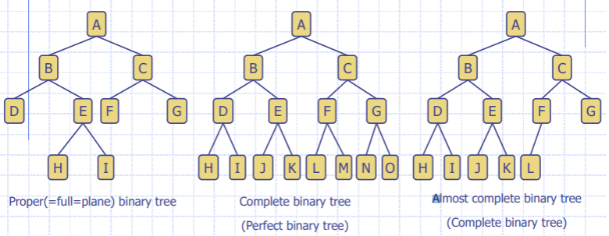 A A A
B C B C B C
D E F G D E F G D E F G
H I H I J K L M N O H I J K L
Proper(=full=plane) binary tree Complete binary tree Almost complete binary tree
(Perfect binary tree) (Complete binary tree)